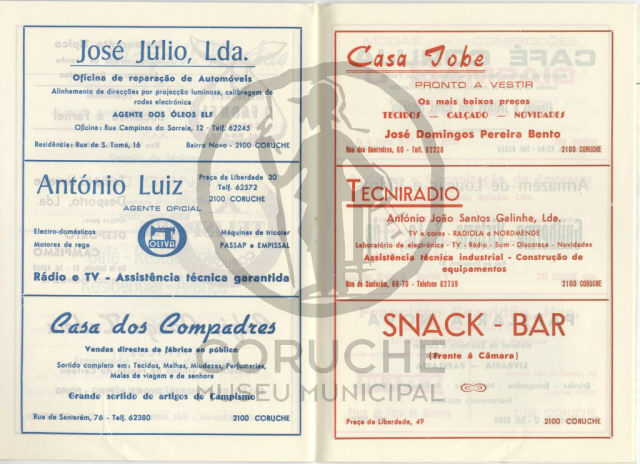 José Júlio, Lda.
Oficina de reparação de Automóveis
Alinhamento de direcções por projecção luminosa, calibragem de
rodas electrónica
AGENTE DOS ÓLEOS ELF
Oficina: Rua Campinos do Sorraia, 12 - Telf. 62245
Residência: Rua de S. Tomé, 16 Bairro Novo - 2100 CORUCHE
António Luiz
AGENTE OFICIAL
Praça da Liberdade 30
Telf. 62572
2100 CORUCHE
Electro-domésticos
Motores de rega
OLIVA
Máquinas de tricotar
PASSAP e EMPISAL
Rádio e TV - Assistência técnica garantida
Casa dos Compadres
Vendas directas da fábrica ao público
Sortido completo em: Tecidos, Malhas, Miudezas, Perfumarias,
Malas de viagem e de senhora
Grande sortido de artigos de Campismo
Rua de Santarém, 76 - Telf. 62380 2100 CORUCHE
Casa Jobe
PRONTO A VESTIR
Os mais baixos preços
TECIDOS — CALÇADO — NOVIDADES
José Domingos Pereira Bento
Rua dos Guerreiros, 60 - Telf. 62228 2100 CORUCHE
TECNIRADIO
António João Santos Galinha, Lda.
TV a cores - RADIOLA e NORDMENDE
Laboratório de electrónica - TV - Rádio - Som - Discoteca - Novidades
Assistência técnica industrial - Construção de
equipamentos
Rua de Santarém, 68-70 - Telefone 62739 2100 CORUCHE
SNACK - BAR
(Frente á Câmara)
Praça da Liberdade, 49 2100 CORUCHE
CORUCHE
MUSEU MUNICIPAL